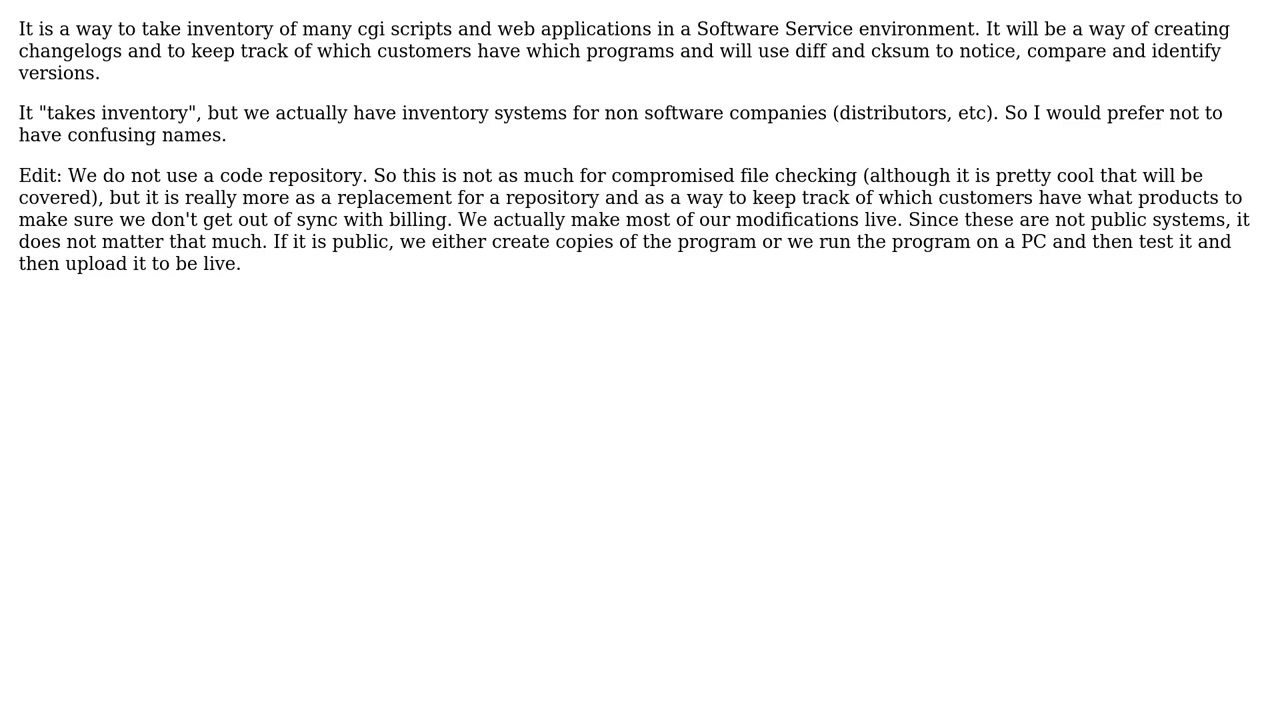 It is a way to take inventory of many cgi scripts and web applications in a Software Service environment. It will be a way of creating
changelogs and to keep track of which customers have which programs and will use diff and cksum to notice, compare and identify
versions.
It "takes inventory", but we actually have inventory systems for non software companies (distributors, etc). So I would prefer not to
have confusing names.
Edit: We do not use a code repository. So this is not as much for compromised file checking (although it is pretty cool that will be
covered), but it is really more as a replacement for a repository and as a way to keep track of which customers have what products to
make sure we don't get out of sync with billing. We actually make most of our modifications live. Since these are not public systems, it
does not matter that much. If it is public, we either create copies of the program or we run the program on a PC and then test it and
then upload it to be live.